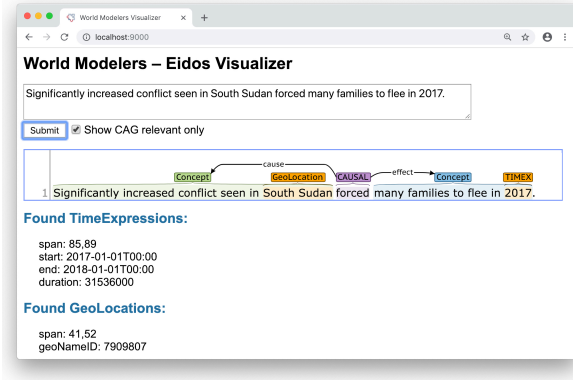 World Modelers Visualizer
localhost:9000
World Modelers – Eidos Visualizer
Significantly increased conflict seen in South Sudan forced many families to flee in 2017.
Submit Show CAG relevant only
cause effect
Concept GeoLocation CAUSAL Concept TIMEX
1 Significantly increased conflict seen in South Sudan forced many families to flee in 2017.
Found TimeExpressions:
span: 85,89
start: 2017-01-01T00:00
end: 2018-01-01T00:00
duration: 31536000
Found GeoLocations:
span: 41,52
geoNameID: 7909807